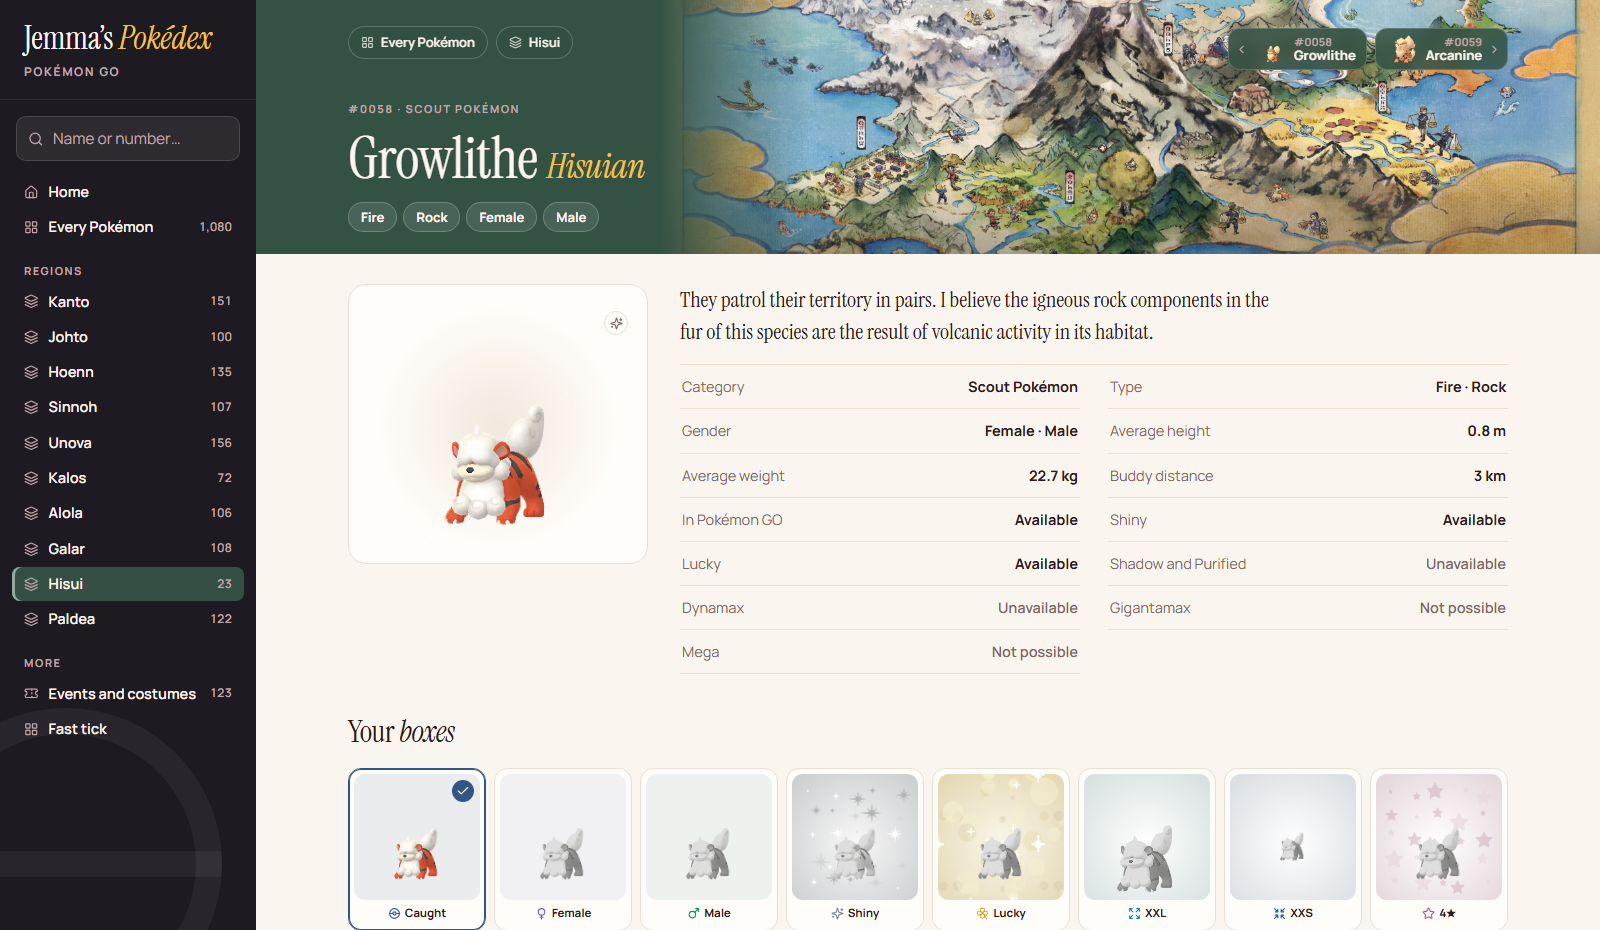 Jemma's Pokédex
POKÉMON GO
Name or number...
Home
Every Pokémon 1,080
REGIONS
Kanto 151
Johto 100
Hoenn 135
Sinnoh 107
Unova 156
Kalos 72
Alola 106
Galar 108
Hisui 23
Paldea 122
MORE
Events and costumes 123
Fast tick
Every Pokémon Hisui
#0058 Growlithe
#0059 Arcanine
#0058 · SCOUT POKÉMON
Growlithe Hisuian
Fire Rock Female Male
They patrol their territory in pairs. I believe the igneous rock components in the
fur of this species are the result of volcanic activity in its habitat.
Category Scout Pokémon Type Fire · Rock
Gender Female · Male Average height 0.8 m
Average weight 22.7 kg Buddy distance 3 km
In Pokémon GO Available Shiny Available
Lucky Available Shadow and Purified Unavailable
Dynamax Unavailable Gigantamax Not possible
Mega Not possible
Your boxes
Caught Female Male Shiny Lucky XXL XXS 4★